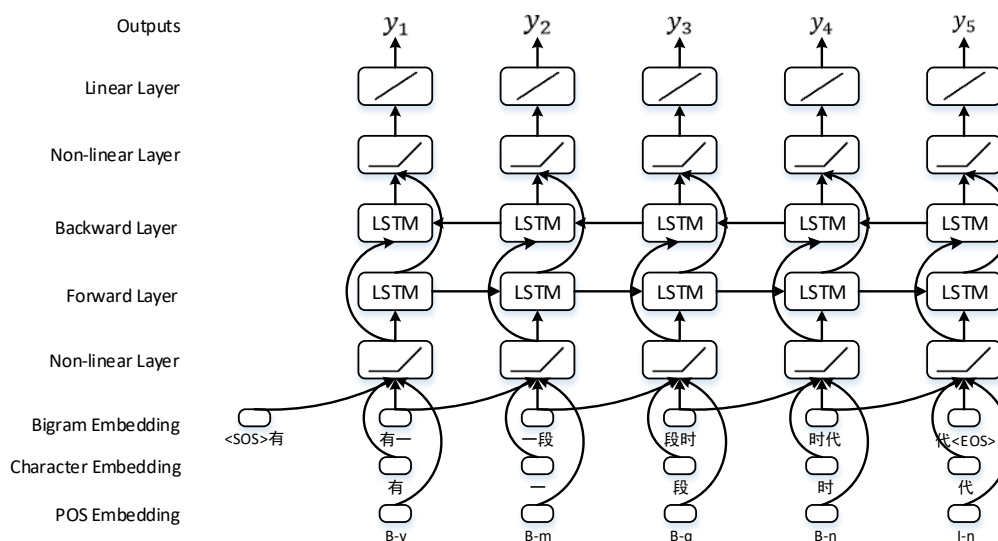 Outputs y1 y2 y3 y4 y5
Linear Layer
Non-linear Layer
Backward Layer LSTM LSTM LSTM LSTM LSTM
Forward Layer LSTM LSTM LSTM LSTM LSTM
Non-linear Layer
Bigram Embedding
<SOS>有 有一 一段 段时 时代 代<EOS>
Character Embedding
有 一 段 时 代
POS Embedding
B-v B-m B-q B-n I-n